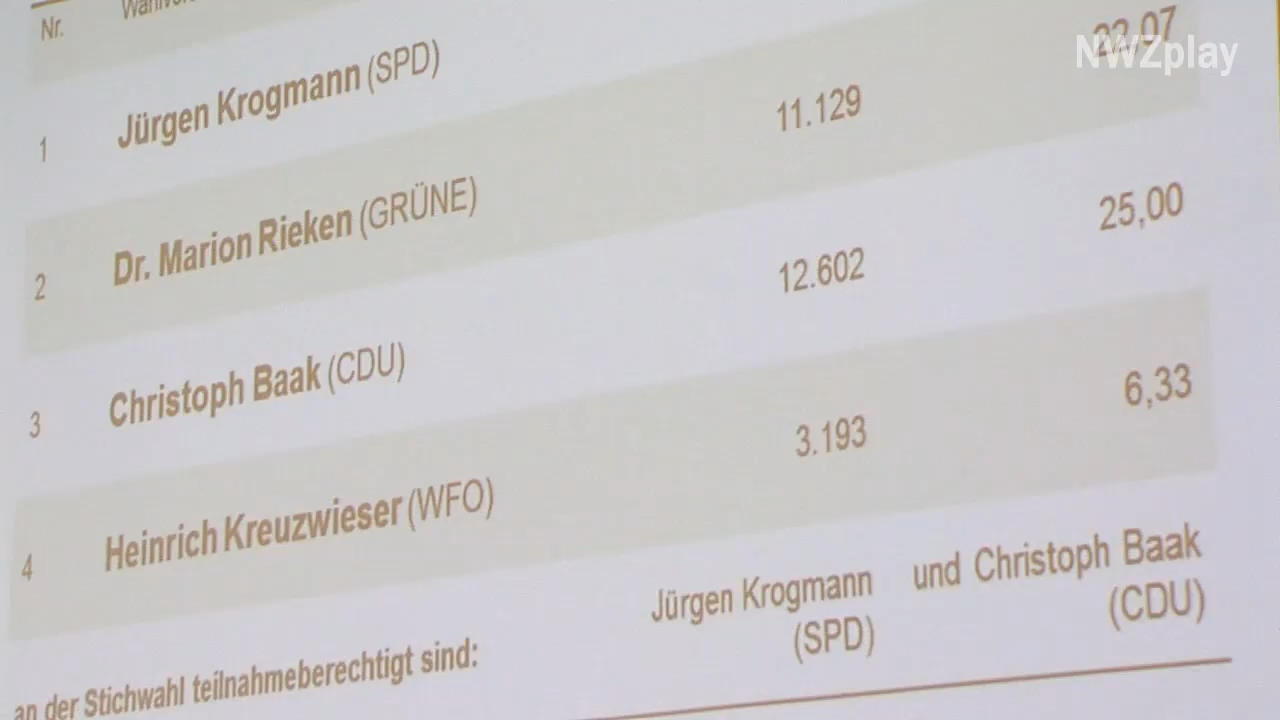 Nr.
1 Jürgen Krogmann (SPD)
2 Dr. Marion Rieken (GRÜNE) 11.129 22,07
3 Christoph Baak (CDU) 12.602 25,00
4 Heinrich Kreuzwieser (WFO) 3.193 6,33
an der Stichwahl teilnahmeberechtigt sind: Jürgen Krogmann und Christoph Baak
(SPD) (CDU)
NWZplay